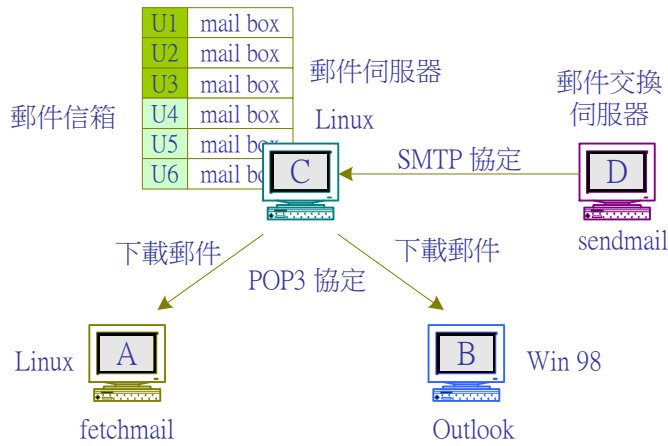 U1 mail box
U2 mail box
U3 mail box
U4 mail box
U5 mail box
U6 mail box
郵件信箱
郵件伺服器
Linux
C
郵件交換
伺服器
SMTP 協定
D
sendmail
下載郵件
下載郵件
POP3 協定
Linux
A
fetchmail
B
Win 98
Outlook